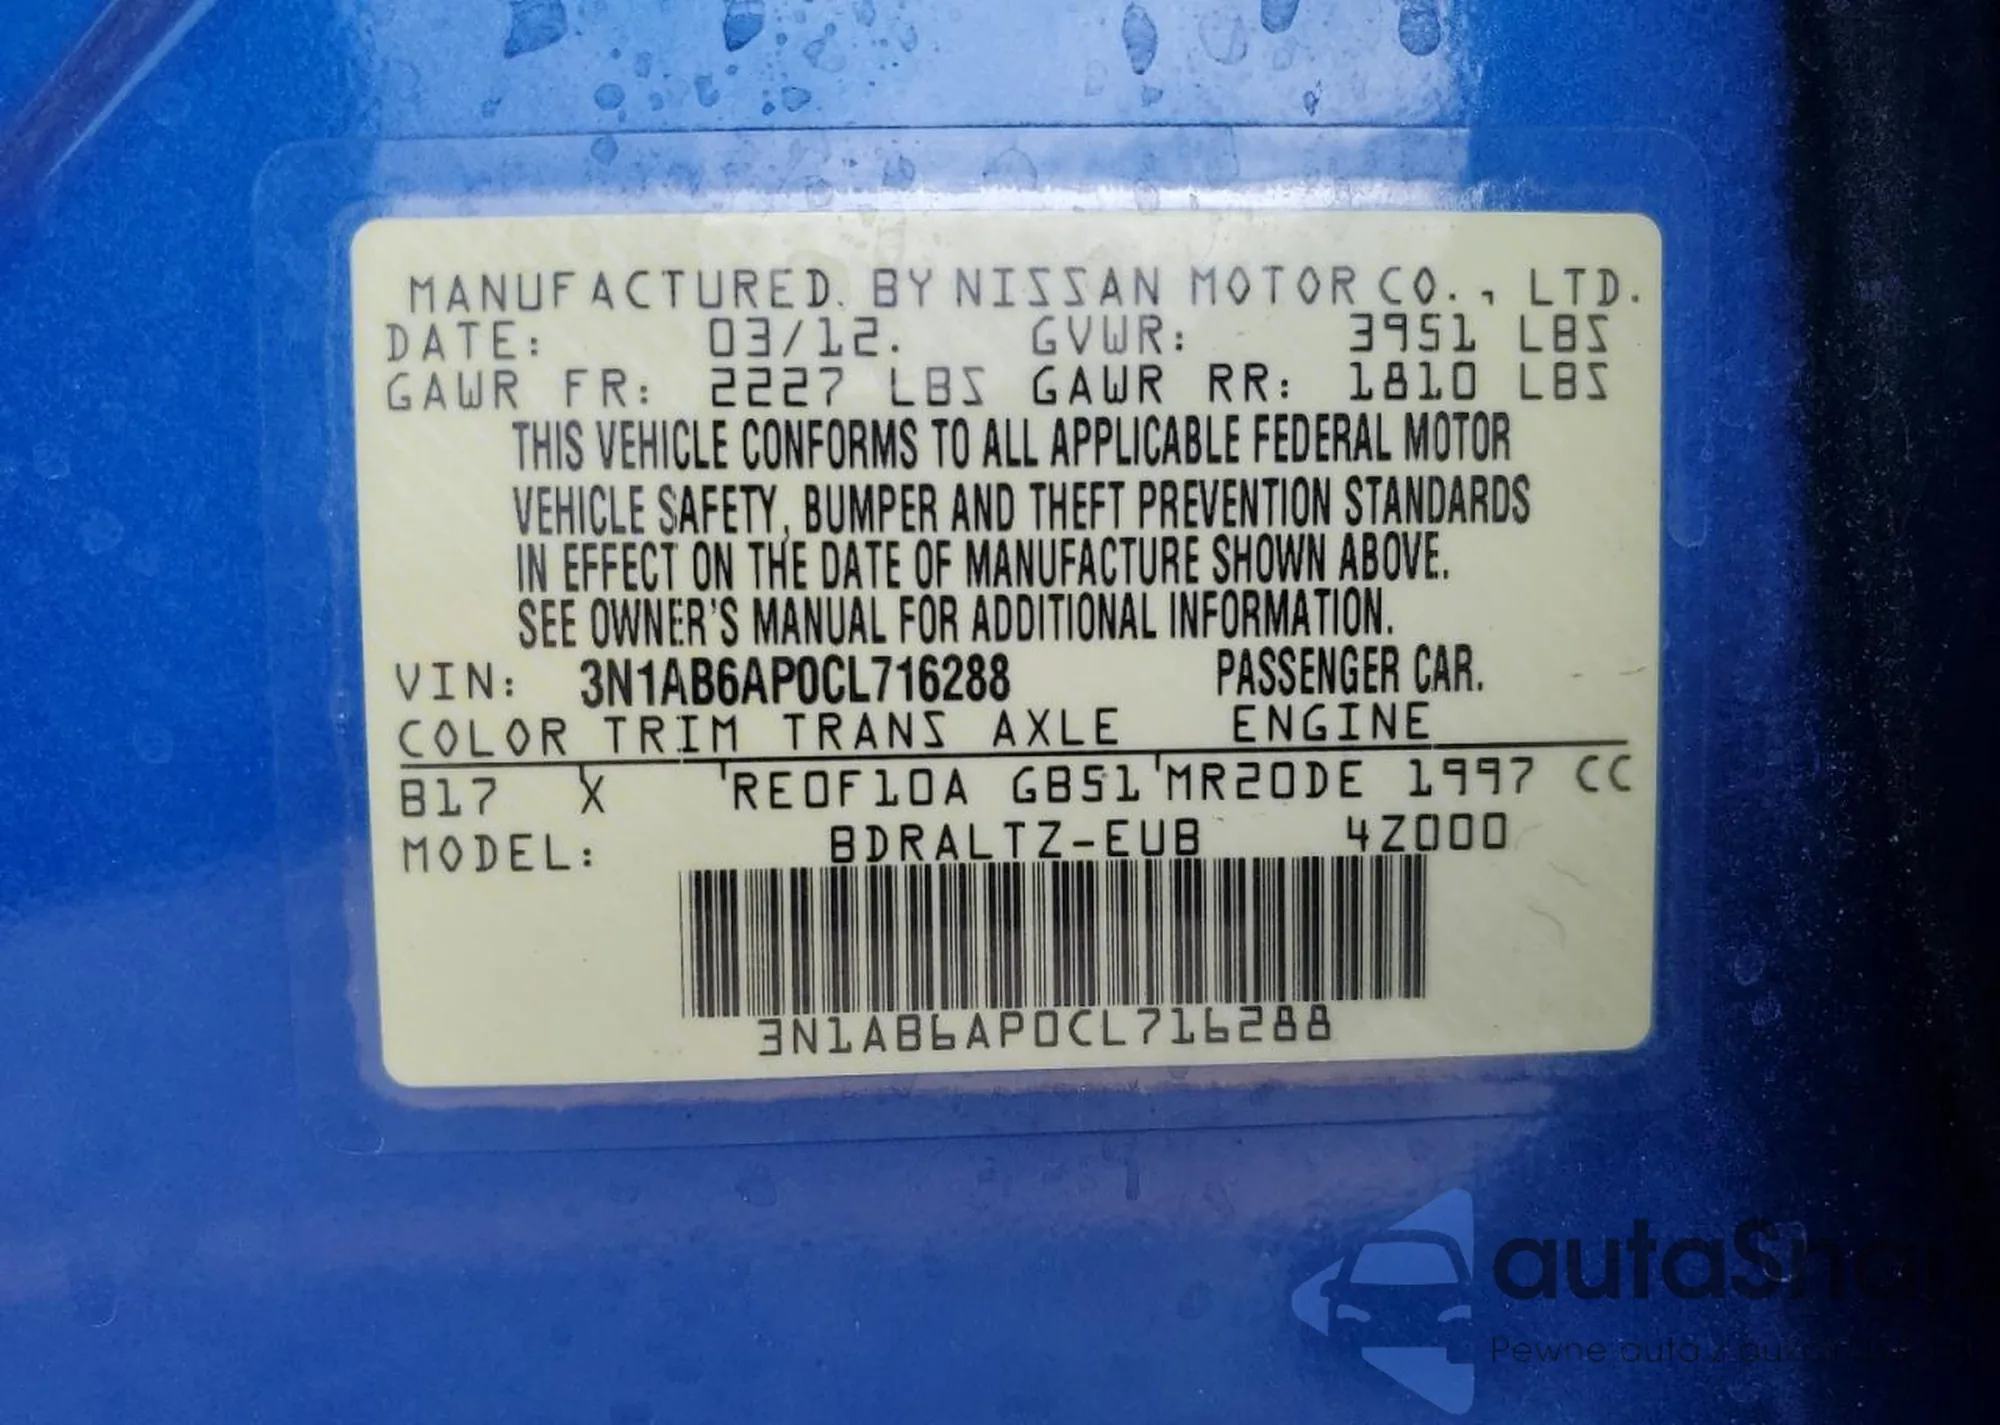 MANUFACTURED. BY NISSAN MOTOR CO., LTD.
DATE: 03/12. GVWR: 3951 LBS
GAWR FR: 2227 LBS GAWR RR: 1810 LBS
THIS VEHICLE CONFORMS TO ALL APPLICABLE FEDERAL MOTOR
VEHICLE SAFETY, BUMPER AND THEFT PREVENTION STANDARDS
IN EFFECT ON THE DATE OF MANUFACTURE SHOWN ABOVE.
SEE OWNER'S MANUAL FOR ADDITIONAL INFORMATION.
VIN: 3N1AB6AP0CL716288 PASSENGER CAR.
COLOR TRIM TRANS AXLE ENGINE
B17 X RE0F10A GB51 MR20DE 1997 CC
MODEL: BDRALTZ-EUB 4Z000
3N1AB6AP0CL716288
Pewne auta z